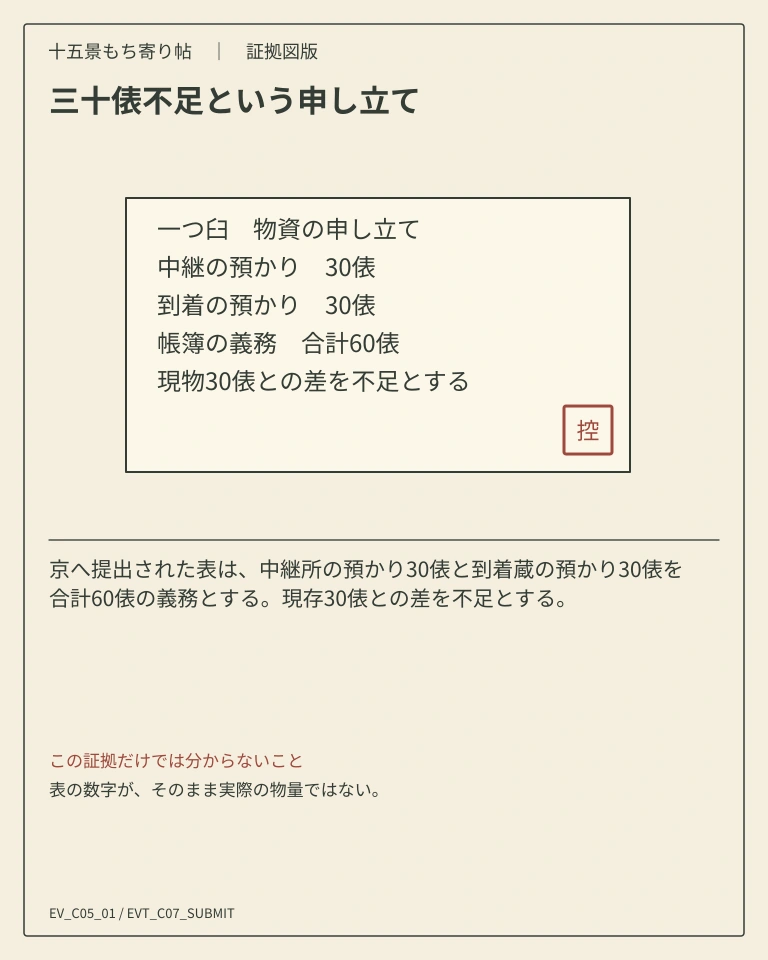 十五景もち寄り帖 ｜ 証拠図版
三十俵不足という申し立て
一つ臼　物資の申し立て
中継の預かり　30俵
到着の預かり　30俵
帳簿の義務　合計60俵
現物30俵との差を不足とする
控
京へ提出された表は、中継所の預かり30俵と到着蔵の預かり30俵を
合計60俵の義務とする。現存30俵との差を不足とする。
この証拠だけでは分からないこと
表の数字が、そのまま実際の物量ではない。
EV_C05_01 / EVT_C07_SUBMIT